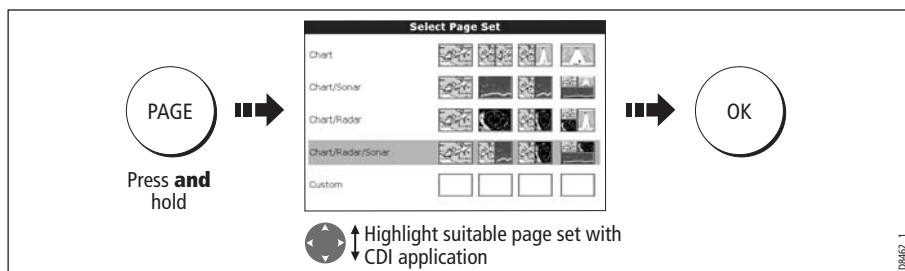 PAGE
Press and
hold
Select Page Set
Chart
Chart/Sonar
Chart/Radar
Chart/Radar/Sonar
Custom
Highlight suitable page set with
CDI application
OK
D8462_1